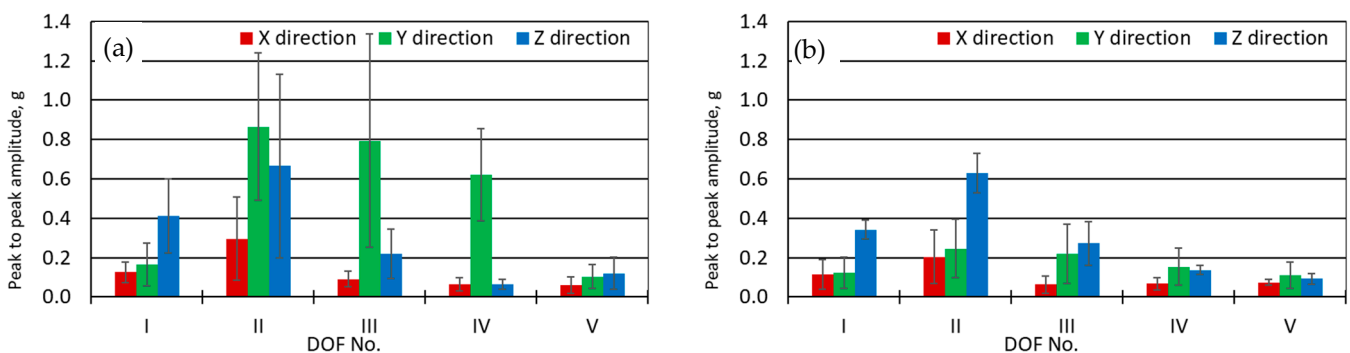 (a)
X direction Y direction Z direction
Peak to peak amplitude, g
1.4
1.2
1.0
0.8
0.6
0.4
0.2
0.0
I II III IV V
DOF No.
(b)
X direction Y direction Z direction
Peak to peak amplitude, g
1.4
1.2
1.0
0.8
0.6
0.4
0.2
0.0
I II III IV V
DOF No.